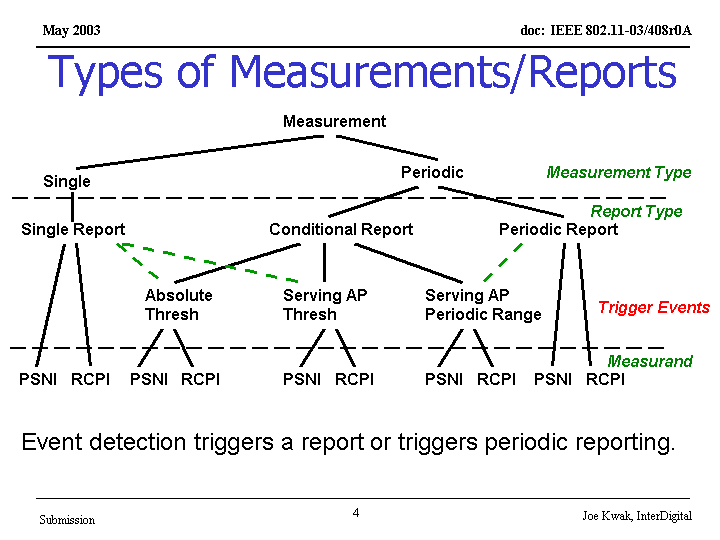 May 2003
doc: IEEE 802.11-03/408r0A
Types of Measurements/Reports
Measurement
Single
Periodic
Measurement Type
Report Type
Single Report
Conditional Report
Periodic Report
Absolute
Thresh
Serving AP
Thresh
Serving AP
Periodic Range
Trigger Events
Measurand
PSNI RCPI PSNI RCPI PSNI RCPI PSNI RCPI PSNI RCPI
Event detection triggers a report or triggers periodic reporting.
Submission
4
Joe Kwak, InterDigital